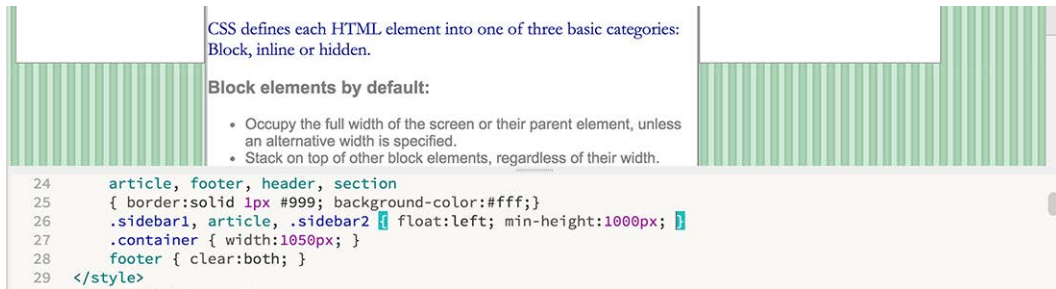 CSS defines each HTML element into one of three basic categories:
Block, inline or hidden.
Block elements by default:
• Occupy the full width of the screen or their parent element, unless
an alternative width is specified.
• Stack on top of other block elements, regardless of their width.
24 article, footer, header, section
25 { border:solid 1px #999; background-color:#fff;}
26 .sidebar1, article, .sidebar2 { float:left; min-height:1000px; }
27 .container { width:1050px; }
28 footer { clear:both; }
29 </style>